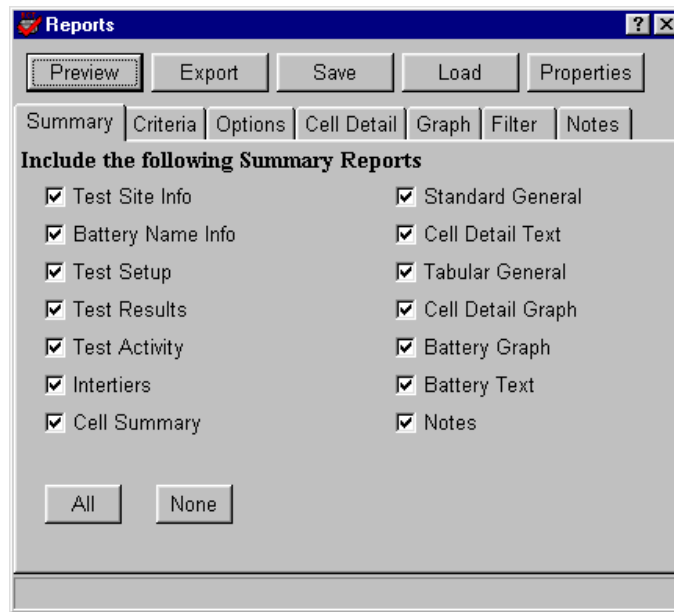 Reports
Preview Export Save Load Properties
Summary Criteria Options Cell Detail Graph Filter Notes
Include the following Summary Reports
Test Site Info Standard General
Battery Name Info Cell Detail Text
Test Setup Tabular General
Test Results Cell Detail Graph
Test Activity Battery Graph
Intertiers Battery Text
Cell Summary Notes
All None